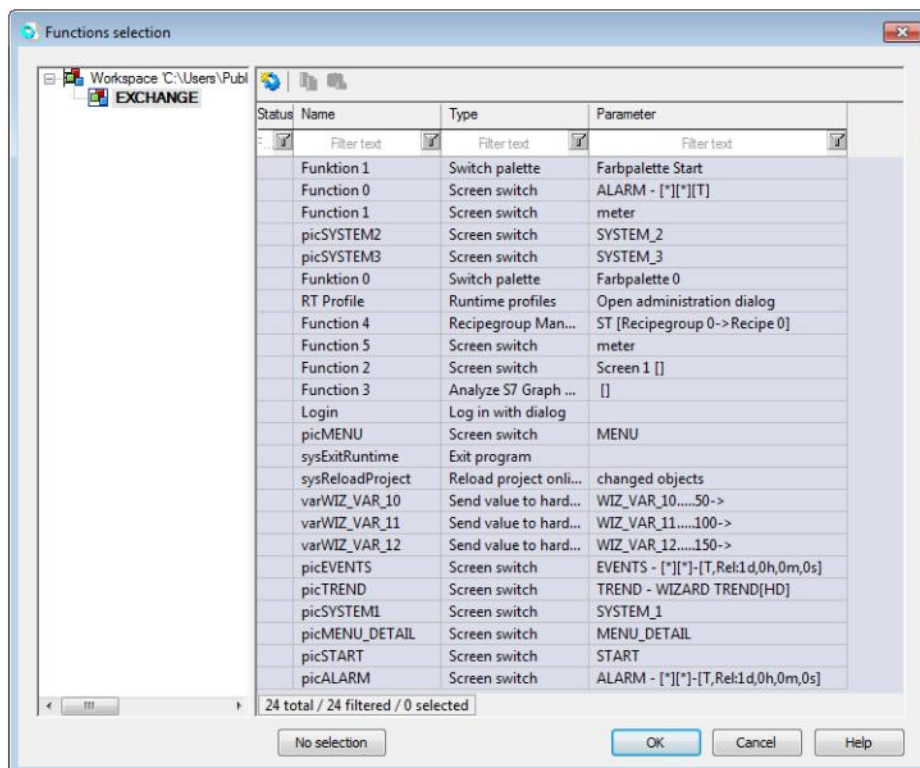 Functions selection
Workspace 'C:\Users\Publ
EXCHANGE
Status Name Type Parameter
F... Filter text Filter text Filter text
Funktion 1 Switch palette Farbpalette Start
Function 0 Screen switch ALARM - [*][*][T]
Function 1 Screen switch meter
picSYSTEM2 Screen switch SYSTEM_2
picSYSTEM3 Screen switch SYSTEM_3
Funktion 0 Switch palette Farbpalette 0
RT Profile Runtime profiles Open administration dialog
Function 4 Recipegroup Man... ST [Recipegroup 0->Recipe 0]
Function 5 Screen switch meter
Function 2 Screen switch Screen 1 []
Function 3 Analyze S7 Graph ... []
Login Log in with dialog
picMENU Screen switch MENU
sysExitRuntime Exit program
sysReloadProject Reload project onli... changed objects
varWIZ_VAR_10 Send value to hard... WIZ_VAR_10.....50->
varWIZ_VAR_11 Send value to hard... WIZ_VAR_11.....100->
varWIZ_VAR_12 Send value to hard... WIZ_VAR_12.....150->
picEVENTS Screen switch EVENTS - [*][*]-[T,Rel:1d,0h,0m,0s]
picTREND Screen switch TREND - WIZARD TREND[HD]
picSYSTEM1 Screen switch SYSTEM_1
picMENU_DETAIL Screen switch MENU_DETAIL
picSTART Screen switch START
picALARM Screen switch ALARM - [*][*]-[T,Rel:1d,0h,0m,0s]
24 total / 24 filtered / 0 selected
No selection OK Cancel Help